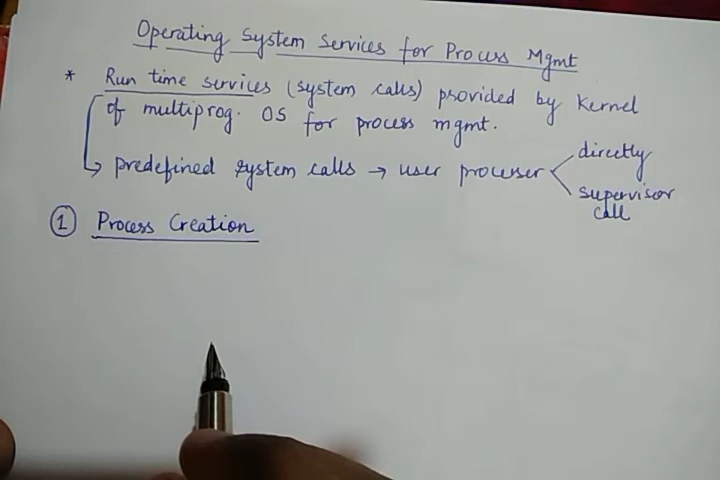 Operating System Services for Process Mgmt
* Run time services (system calls) provided by Kernel
of multiprog. OS for process mgmt.
↳ predefined system calls → user processer < directly
supervisor
call
① Process Creation